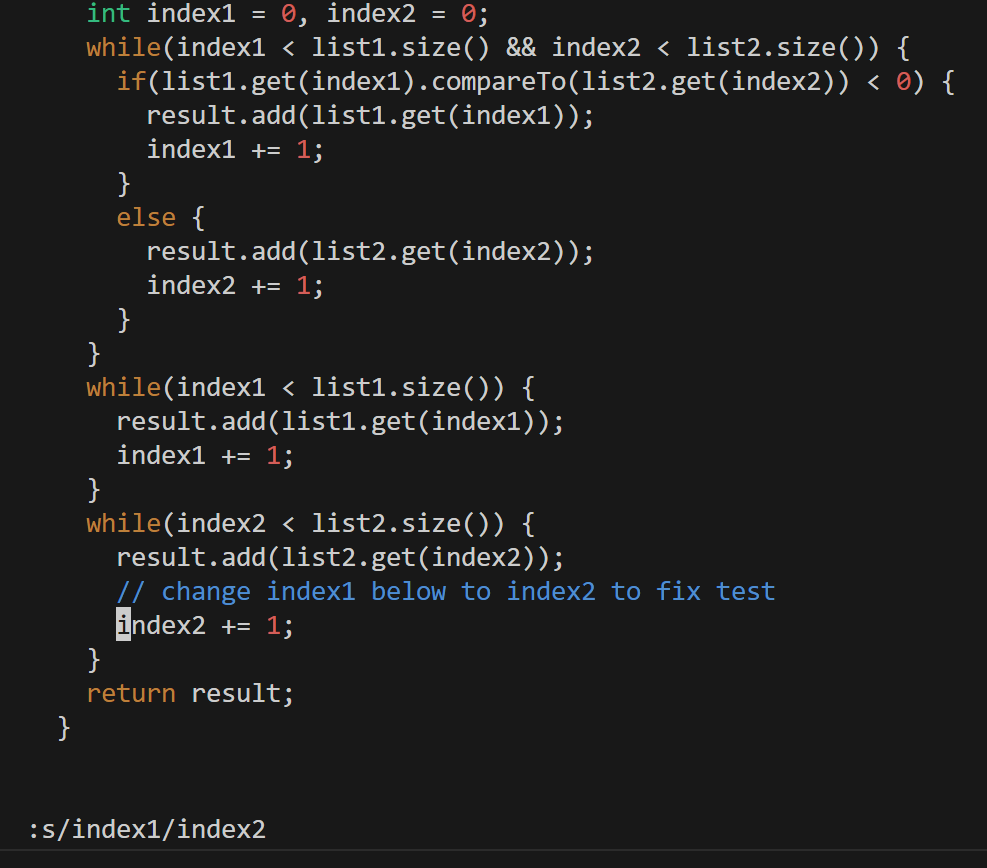 int index1 = 0, index2 = 0;
while(index1 < list1.size() && index2 < list2.size()) {
if(list1.get(index1).compareTo(list2.get(index2)) < 0) {
result.add(list1.get(index1));
index1 += 1;
}
else {
result.add(list2.get(index2));
index2 += 1;
}
}
while(index1 < list1.size()) {
result.add(list1.get(index1));
index1 += 1;
}
while(index2 < list2.size()) {
result.add(list2.get(index2));
// change index1 below to index2 to fix test
index2 += 1;
}
return result;
}
:s/index1/index2